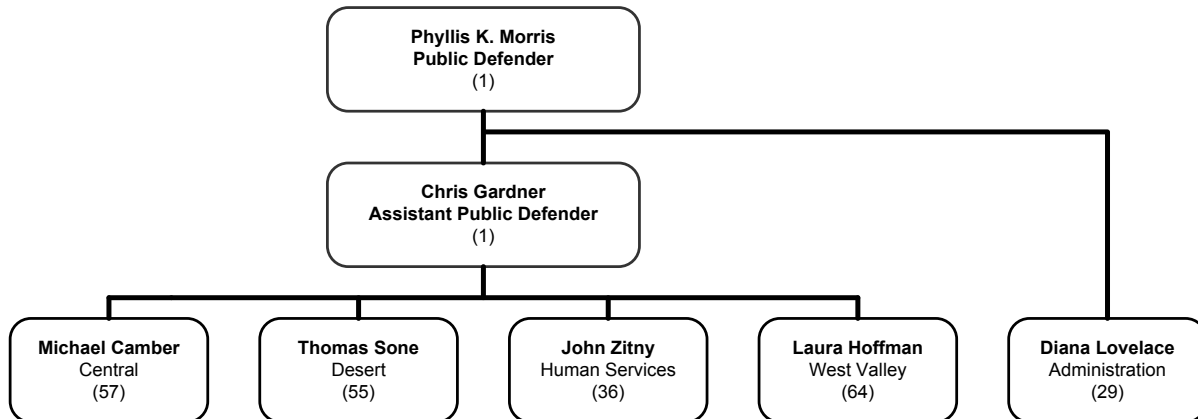 Phyllis K. Morris
Public Defender
(1)
Chris Gardner
Assistant Public Defender
(1)
Michael Camber
Central
(57)
Thomas Sone
Desert
(55)
John Zitny
Human Services
(36)
Laura Hoffman
West Valley
(64)
Diana Lovelace
Administration
(29)